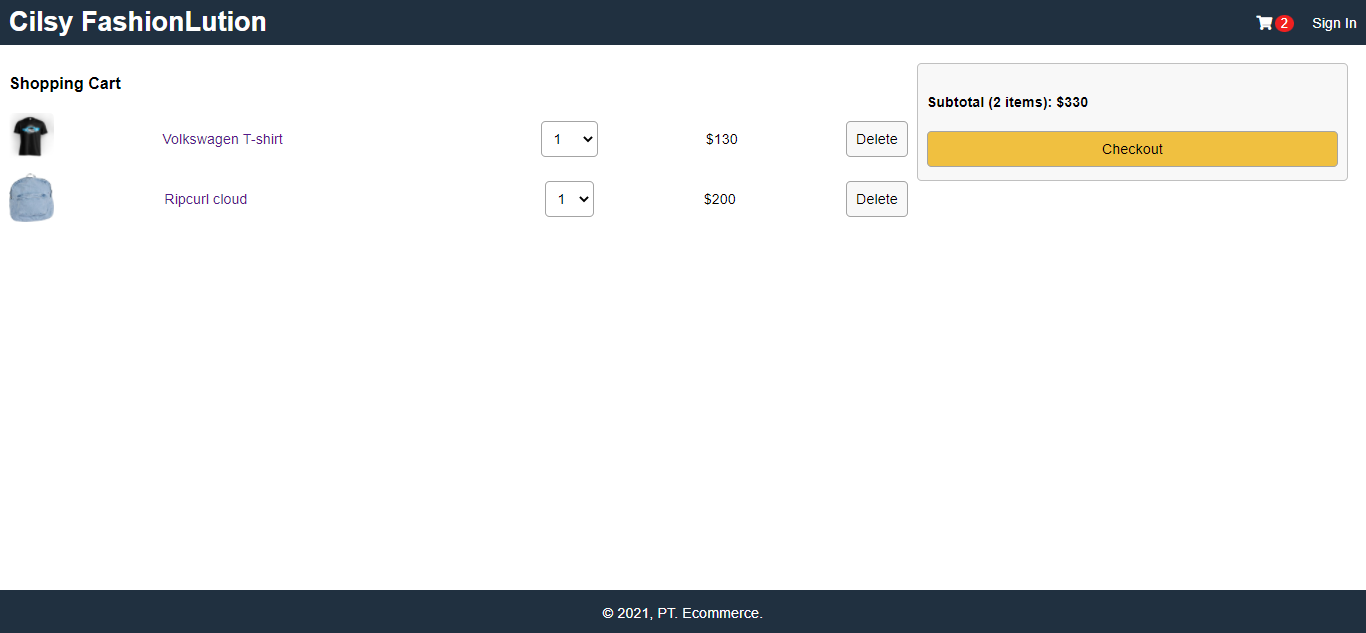 Cilsy FashionLution
2 Sign In
Shopping Cart
Volkswagen T-shirt 1 $130 Delete
Ripcurl cloud 1 $200 Delete
Subtotal (2 items): $330
Checkout
© 2021, PT. Ecommerce.